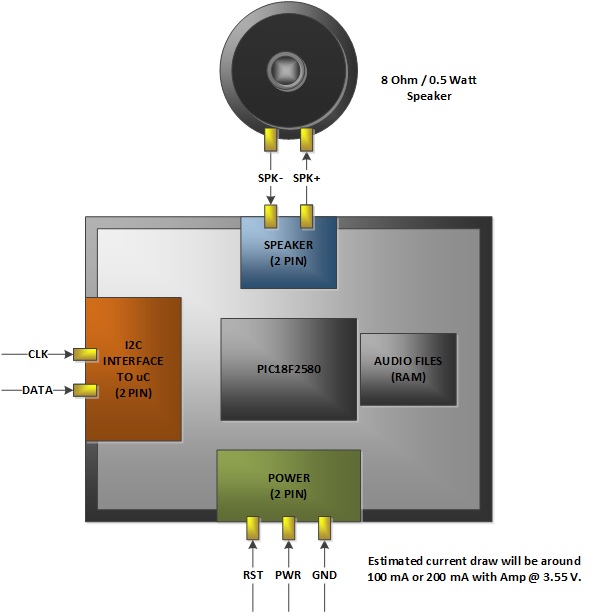 8 Ohm / 0.5 Watt
Speaker
SPK- SPK+
SPEAKER
(2 PIN)
CLK
DATA
I2C
INTERFACE
TO uC
(2 PIN)
PIC18F2580
AUDIO FILES
(RAM)
POWER
(2 PIN)
RST PWR GND
Estimated current draw will be around
100 mA or 200 mA with Amp @ 3.55 V.